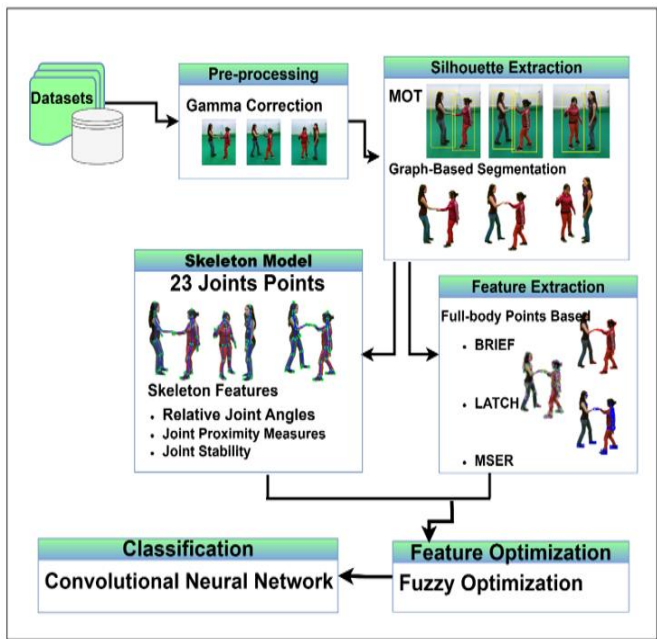 Datasets
Pre-processing
Gamma Correction
Silhouette Extraction
MOT
Graph-Based Segmentation
Skeleton Model
23 Joints Points
Skeleton Features
• Relative Joint Angles
• Joint Proximity Measures
• Joint Stability
Feature Extraction
Full-body Points Based
• BRIEF
• LATCH
• MSER
Classification
Convolutional Neural Network
Feature Optimization
Fuzzy Optimization